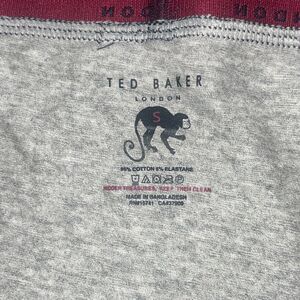 TED BAKER
LONDON
S
95% COTTON 5% ELASTANE
HIDDEN TREASURES, KEEP THEM CLEAN
MADE IN BANGLADESH